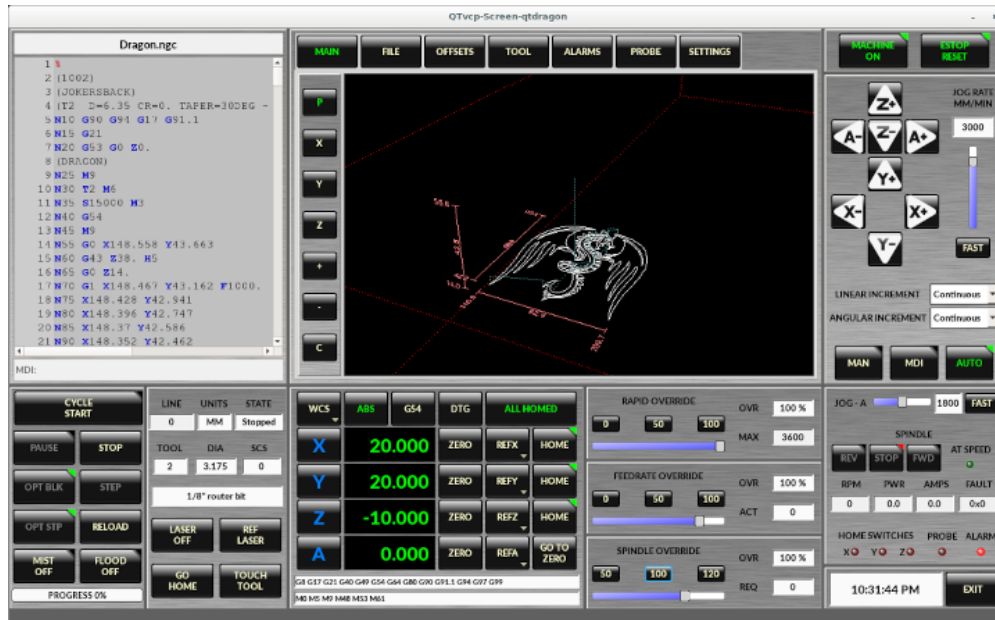 QTvcp-Screen-qtdragon
Dragon.ngc
1 %
2 (1002)
3 (JOKERSBACK)
4 (T2 D=6.35 CR=0. TAPER=30DEG -
5 N10 G90 G94 G17 G91.1
6 N15 G21
7 N20 G53 G0 Z0.
8 (DRAGON)
9 N25 M9
10 N30 T2 M6
11 N35 S15000 M3
12 N40 G54
13 N45 M9
14 N55 G0 X148.558 Y43.663
15 N60 G43 Z38. H5
16 N65 G0 Z14.
17 N70 G1 X148.467 Y43.162 F1000.
18 N75 X148.428 Y42.941
19 N80 X148.396 Y42.747
20 N85 X148.37 Y42.586
21 N90 X148.352 Y42.462
MDI:
MAIN FILE OFFSETS TOOL ALARMS PROBE SETTINGS
P
X
Y
Z
+
-
C
MACHINE ON
ESTOP RESET
Z+
A- Z- A+
Y+
X- X+
Y-
JOG RATE
MM/MIN
3000
FAST
LINEAR INCREMENT Continuous
ANGULAR INCREMENT Continuous
MAN MDI AUTO
CYCLE START
PAUSE STOP
OPT BLK STEP
OPT STP RELOAD
MIST OFF FLOOD OFF
PROGRESS 0%
LINE UNITS STATE
0 MM Stopped
TOOL DIA SCS
2 3.175 0
1/8" router bit
LASER OFF REF LASER
GO HOME TOUCH TOOL
WCS ABS G54 DTG ALL HOMED
X 20.000 ZERO REFX HOME
Y 20.000 ZERO REFY HOME
Z -10.000 ZERO REFZ HOME
A 0.000 ZERO REFA GO TO ZERO
G8 G17 G21 G40 G49 G54 G64 G80 G90 G91.1 G94 G97 G99
M0 M5 M9 M48 M53 M61
RAPID OVERRIDE
0 50 100
OVR 100 %
MAX 3600
FEEDRATE OVERRIDE
0 50 100
OVR 100 %
ACT 0
SPINDLE OVERRIDE
50 100 120
OVR 100 %
REQ 0
JOG - A 1800 FAST
SPINDLE
REV STOP FWD
AT SPEED
RPM PWR AMPS FAULT
0 0.0 0.0 0x0
HOME SWITCHES PROBE ALARM
X Y Z
10:31:44 PM EXIT